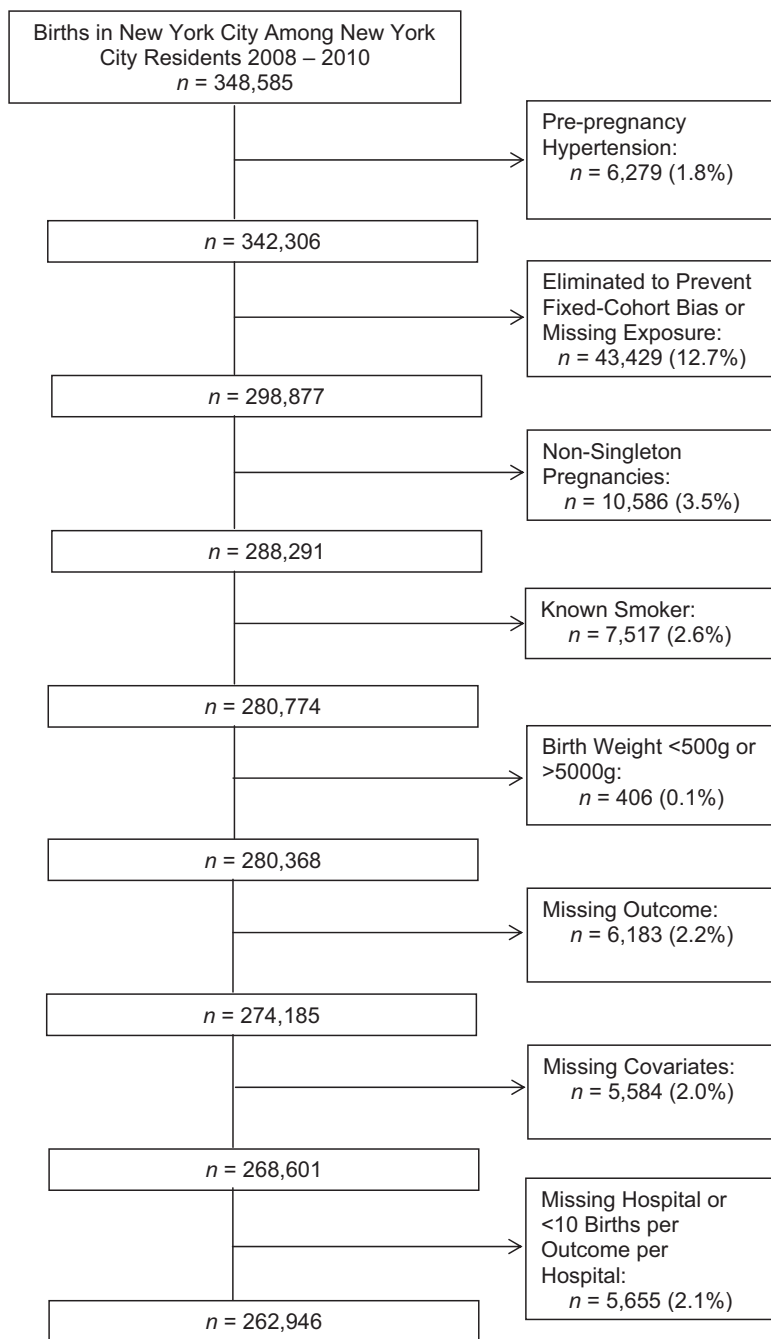 Births in New York City Among New York
City Residents 2008 – 2010
n = 348,585
Pre-pregnancy
Hypertension:
n = 6,279 (1.8%)
n = 342,306
Eliminated to Prevent
Fixed-Cohort Bias or
Missing Exposure:
n = 43,429 (12.7%)
n = 298,877
Non-Singleton
Pregnancies:
n = 10,586 (3.5%)
n = 288,291
Known Smoker:
n = 7,517 (2.6%)
n = 280,774
Birth Weight <500g or
>5000g:
n = 406 (0.1%)
n = 280,368
Missing Outcome:
n = 6,183 (2.2%)
n = 274,185
Missing Covariates:
n = 5,584 (2.0%)
n = 268,601
Missing Hospital or
<10 Births per
Outcome per
Hospital:
n = 5,655 (2.1%)
n = 262,946